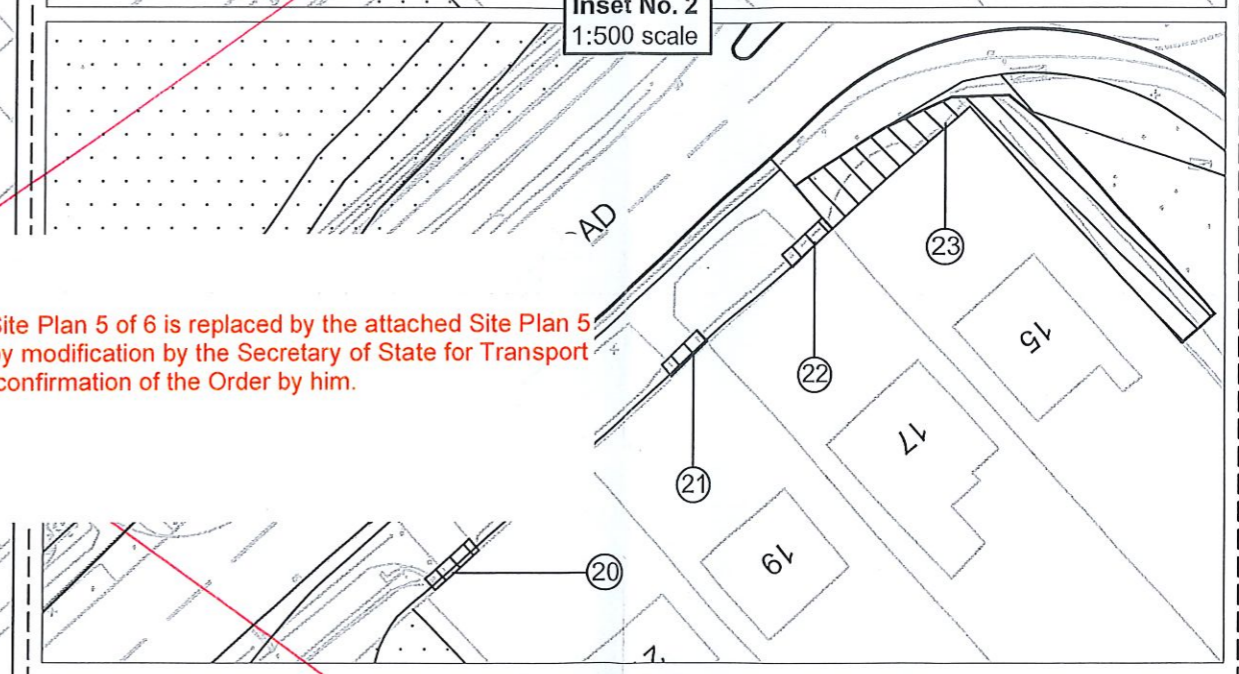 Inset No. 2
1:500 scale
AD
23
Site Plan 5 of 6 is replaced by the attached Site Plan 5
by modification by the Secretary of State for Transport
confirmation of the Order by him.
15
22
17
21
19
20